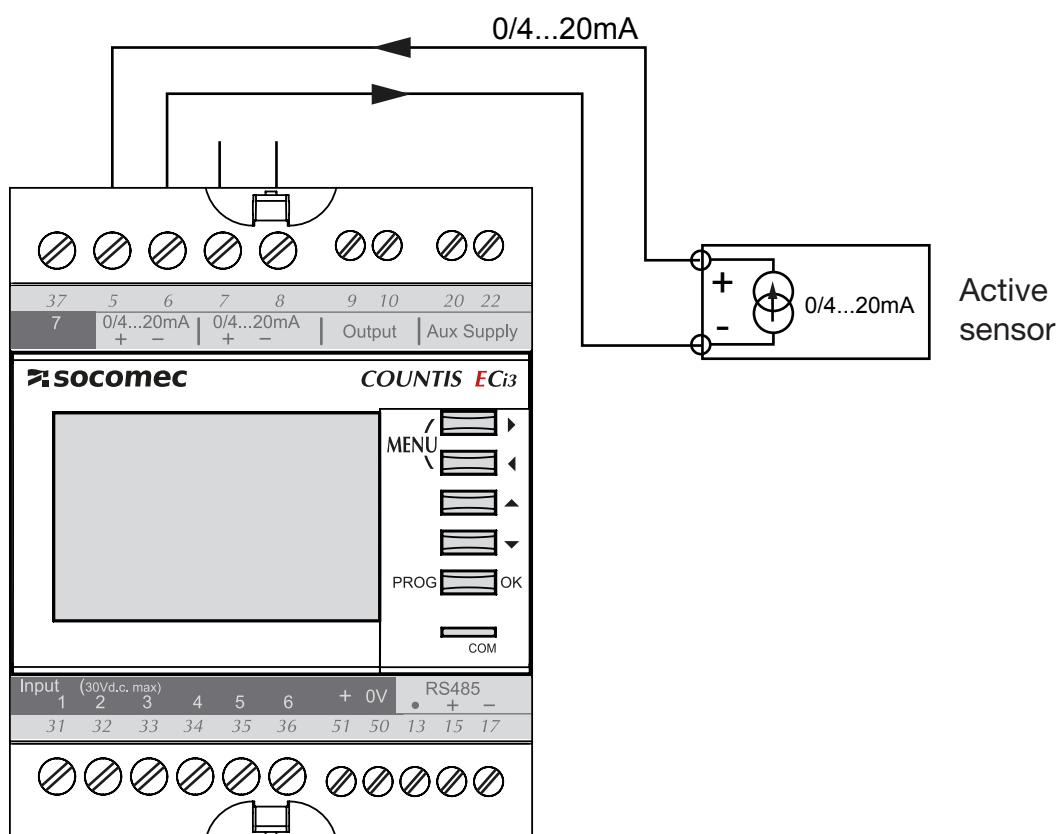 0/4...20mA
+
-
0/4...20mA
Active
sensor
37 5 6 7 8 9 10 20 22
7 0/4...20mA | 0/4...20mA | Output | Aux Supply
+ − + −
socomec COUNTIS ECi3
MENU
PROG OK
COM
Input (30Vd.c. max) RS485
1 2 3 4 5 6 + 0V • + −
31 32 33 34 35 36 51 50 13 15 17